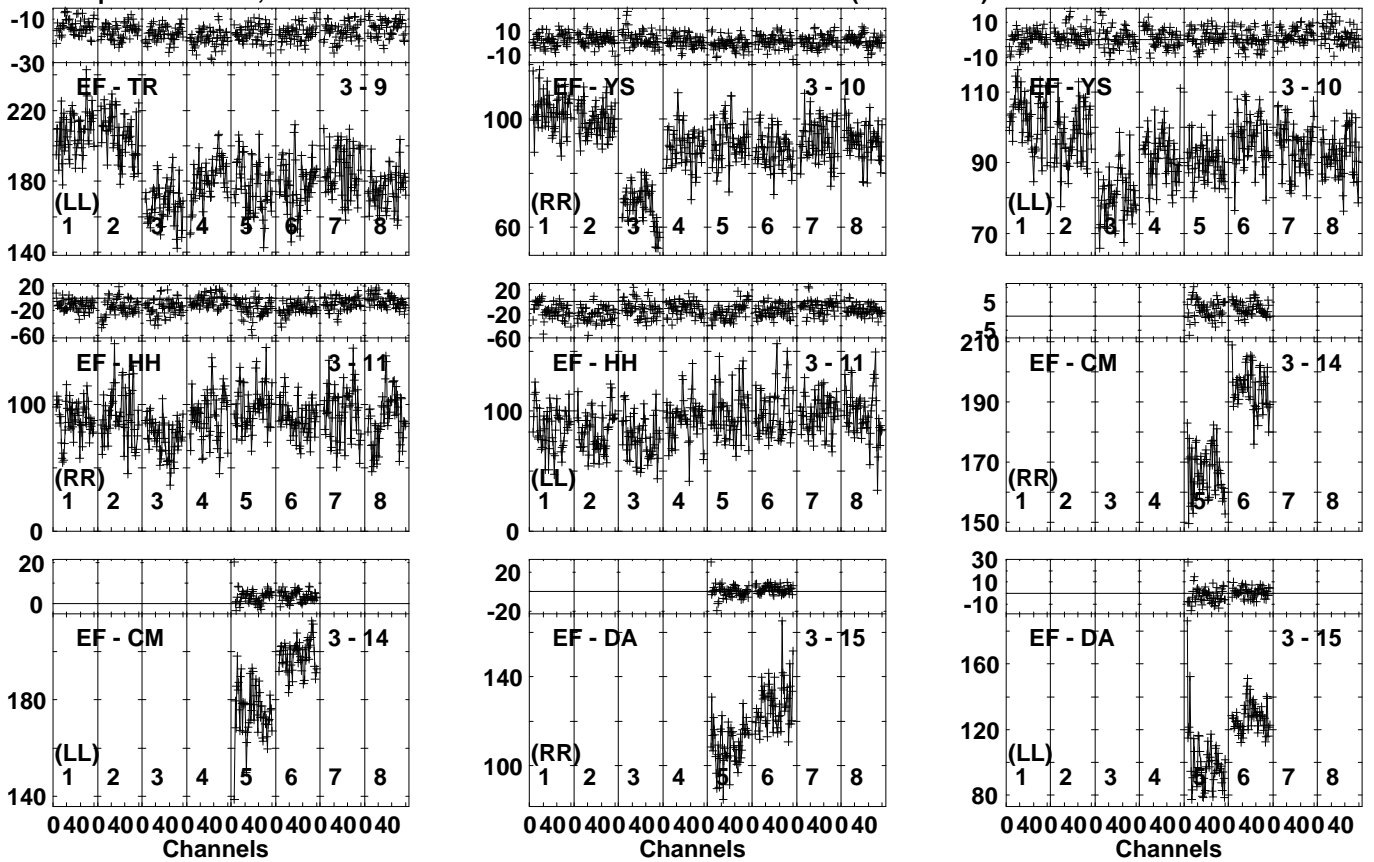 -10
-30
EF - TR 3 - 9
220
180
140
(LL)
1 2 3 4 5 6 7 8
10
-10
EF - YS 3 - 10
100
60
(RR)
1 2 3 4 5 6 7 8
10
-10
EF - YS 3 - 10
110
90
70
(LL)
1 2 3 4 5 6 7 8
20
-20
-60
EF - HH 3 - 11
100
0
(RR)
1 2 3 4 5 6 7 8
20
-20
-60
EF - HH 3 - 11
100
0
(LL)
1 2 3 4 5 6 7 8
5
-5
210
EF - CM 3 - 14
190
170
150
(RR)
1 2 3 4 5 6 7 8
20
0
EF - CM 3 - 14
180
140
(LL)
1 2 3 4 5 6 7 8
0 40 0 40 0 40 0 40 0 40 0 40 0 40 0 40
Channels
20
-20
EF - DA 3 - 15
140
100
(RR)
1 2 3 4 5 6 7 8
0 40 0 40 0 40 0 40 0 40 0 40 0 40 0 40
Channels
30
10
-10
EF - DA 3 - 15
160
120
80
(LL)
1 2 3 4 5 6 7 8
0 40 0 40 0 40 0 40 0 40 0 40 0 40 0 40
Channels